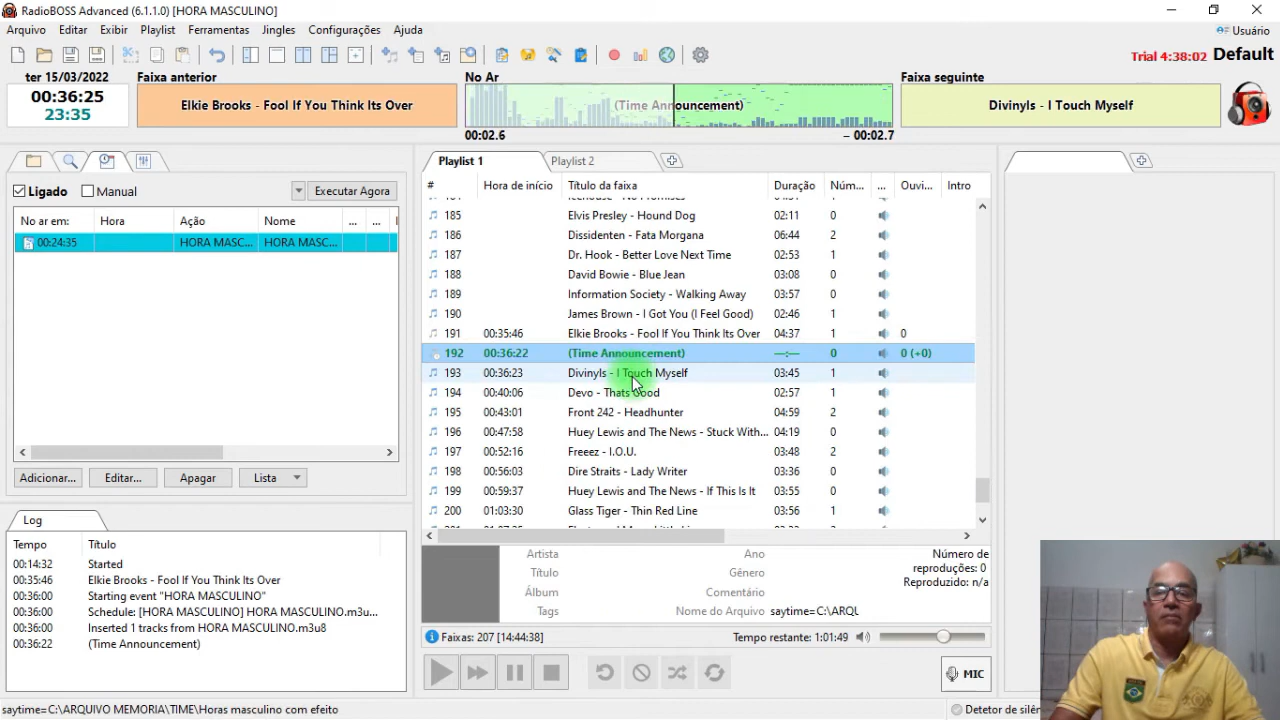 RadioBOSS Advanced (6.1.1.0) [HORA MASCULINO]
Arquivo Editar Exibir Playlist Ferramentas Jingles Configurações Ajuda
Usuário
Trial 4:38:02 Default
ter 15/03/2022
00:36:25
23:35
Faixa anterior
Elkie Brooks - Fool If You Think Its Over
No Ar
(Time Announcement)
00:02.6 – 00:02.7
Faixa seguinte
Divinyls - I Touch Myself
Ligado Manual Executar Agora
No ar em: Hora Ação Nome ... ...
00:24:35 HORA MASC... HORA MASC...
Adicionar... Editar... Apagar Lista
Log
Tempo Título
00:14:32 Started
00:35:46 Elkie Brooks - Fool If You Think Its Over
00:36:00 Starting event "HORA MASCULINO"
00:36:00 Schedule: [HORA MASCULINO] HORA MASCULINO.m3u...
00:36:00 Inserted 1 tracks from HORA MASCULINO.m3u8
00:36:22 (Time Announcement)
Playlist 1 Playlist 2
# Hora de início Título da faixa Duração Núm... ... Ouvi... Intro
185 Elvis Presley - Hound Dog 02:11 0
186 Dissidenten - Fata Morgana 06:44 2
187 Dr. Hook - Better Love Next Time 02:53 1
188 David Bowie - Blue Jean 03:08 0
189 Information Society - Walking Away 03:57 0
190 James Brown - I Got You (I Feel Good) 02:46 1
191 00:35:46 Elkie Brooks - Fool If You Think Its Over 04:37 1 0
192 00:36:22 (Time Announcement) —:— 0 0 (+0)
193 00:36:23 Divinyls - I Touch Myself 03:45 1
194 00:40:06 Devo - Thats Good 02:57 1
195 00:43:01 Front 242 - Headhunter 04:59 2
196 00:47:58 Huey Lewis and The News - Stuck With... 04:19 0
197 00:52:16 Freeez - I.O.U. 03:48 2
198 00:56:03 Dire Straits - Lady Writer 03:36 0
199 00:59:37 Huey Lewis and The News - If This Is It 03:55 0
200 01:03:30 Glass Tiger - Thin Red Line 03:56 1
Artista Ano
Título Gênero
Álbum Comentário
Tags Nome do Arquivo saytime=C:\ARQU
Número de
reproduções: 0
Reproduzido: n/a
Faixas: 207 [14:44:38] Tempo restante: 1:01:49
MIC
saytime=C:\ARQUIVO MEMORIA\TIME\Horas masculino com efeito
Detetor de silên